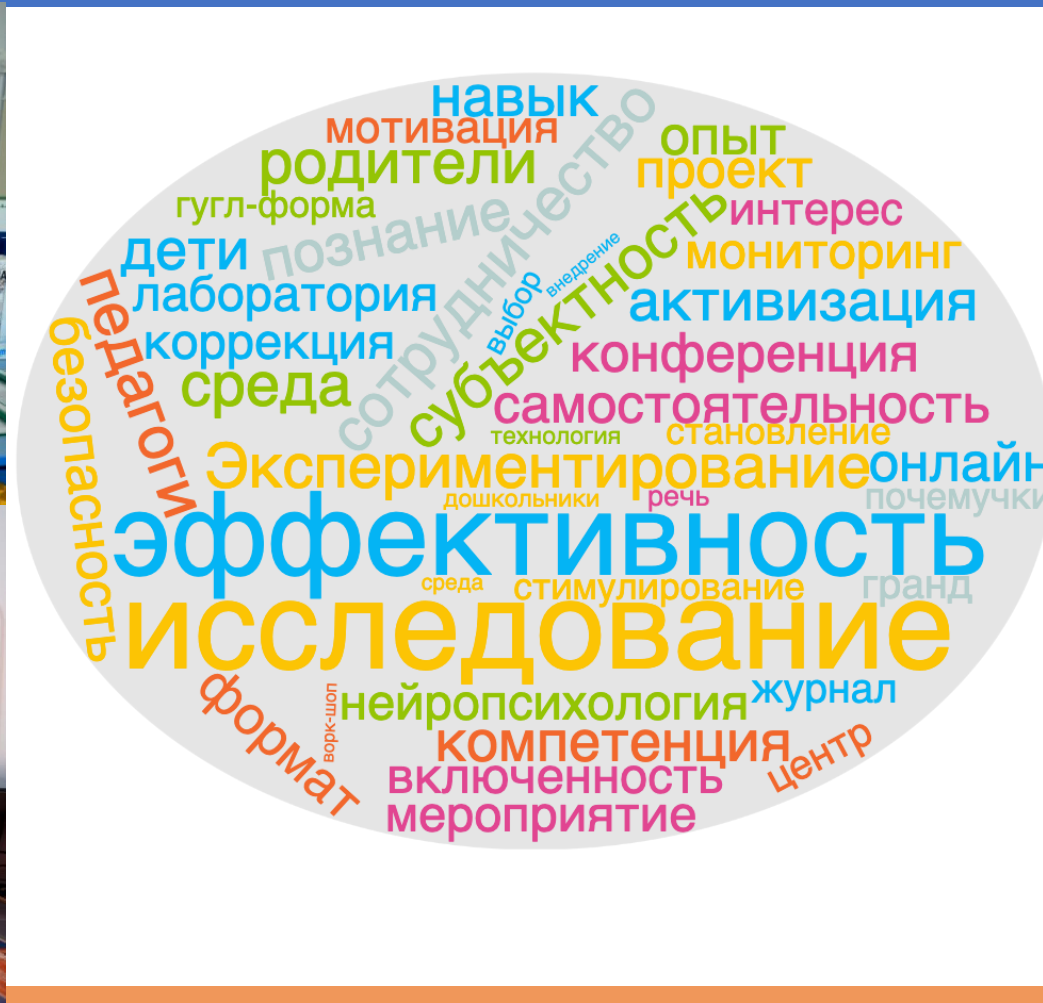 навык
мотивация
опыт
родители
проект
сотрудничество
гугл-форма
интерес
познание
субъектность
дети
внедрение
мониторинг
выбор
лаборатория
активизация
педагоги
коррекция
конференция
безопасность
среда
самостоятельность
технология
становление
Экспериментирование
онлайн
дошкольники
речь
почемучки
эффективность
среда
стимулирование
гранд
исследование
формат
ворк-шоп
нейропсихология
журнал
компетенция
центр
включенность
мероприятие